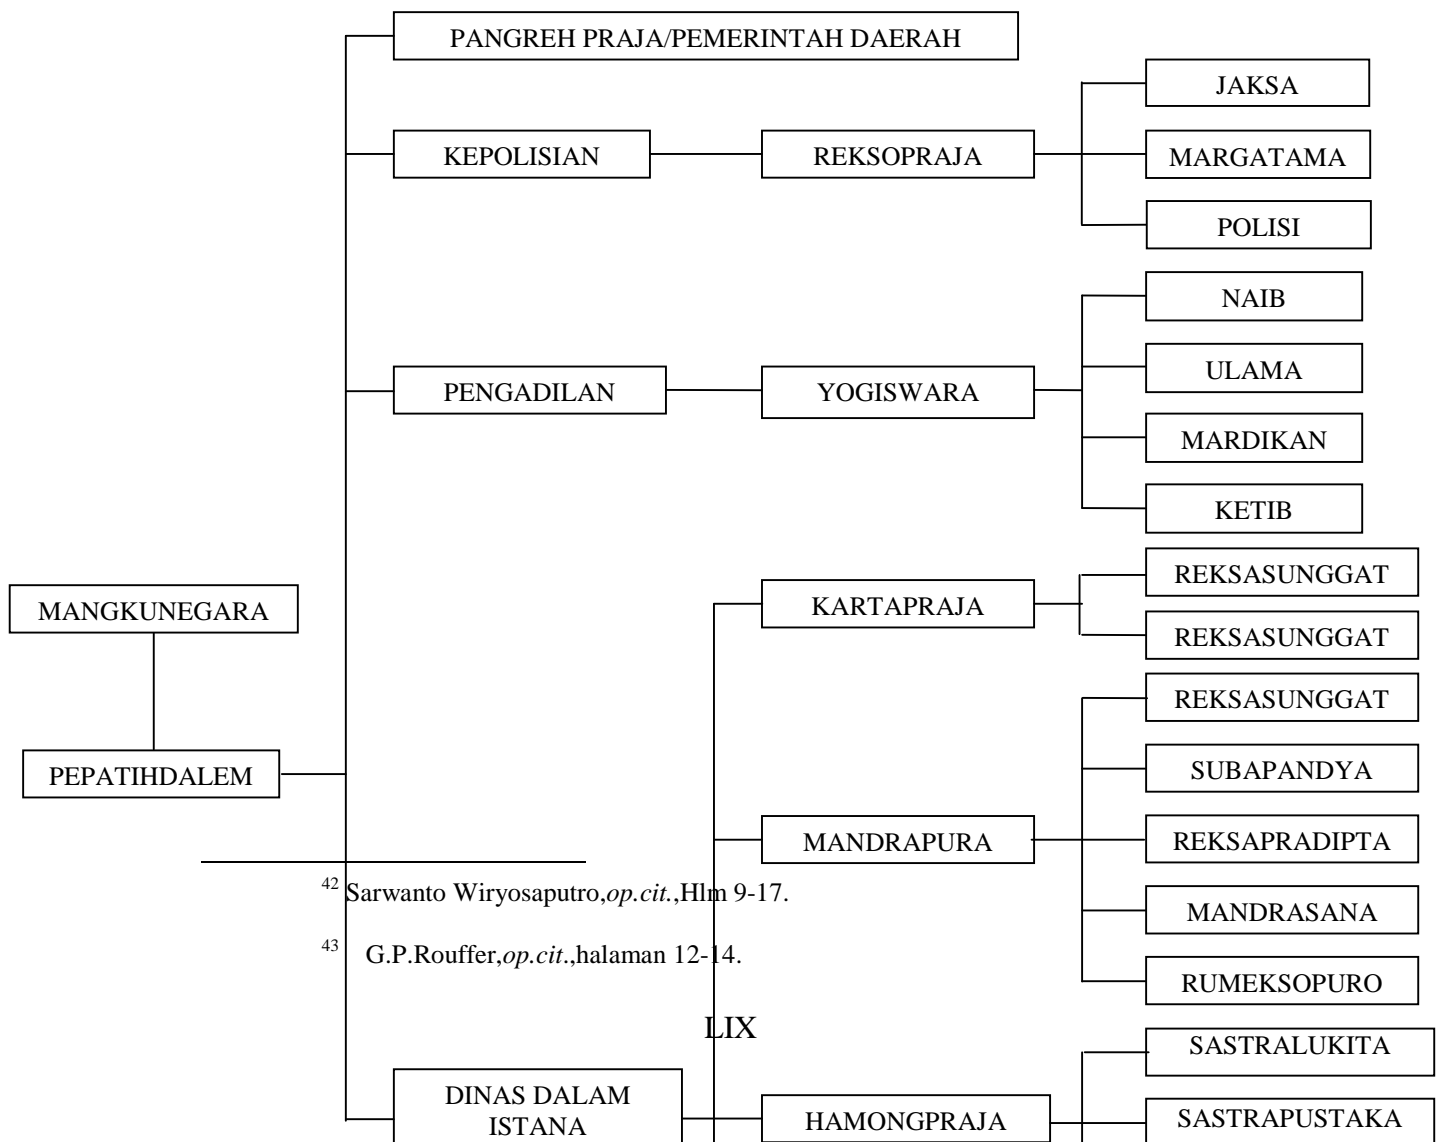 PANGREH PRAJA/PEMERINTAH DAERAH
JAKSA
KEPOLISIAN
REKSOPRAJA
MARGATAMA
POLISI
NAIB
ULAMA
PENGADILAN
YOGISWARA
MARDIKAN
KETIB
REKSASUNGGAT
MANGKUNEGARA
KARTAPRAJA
REKSASUNGGAT
REKSASUNGGAT
PEPATIHDALEM
SUBAPANDYA
MANDRAPURA
REKSAPRADIPTA
42 Sarwanto Wiryosaputro,op.cit.,Hlm 9-17.
MANDRASANA
43 G.P.Rouffer,op.cit.,halaman 12-14.
RUMEKSOPURO
LIX
SASTRALUKITA
DINAS DALAM
ISTANA
HAMONGPRAJA
SASTRAPUSTAKA